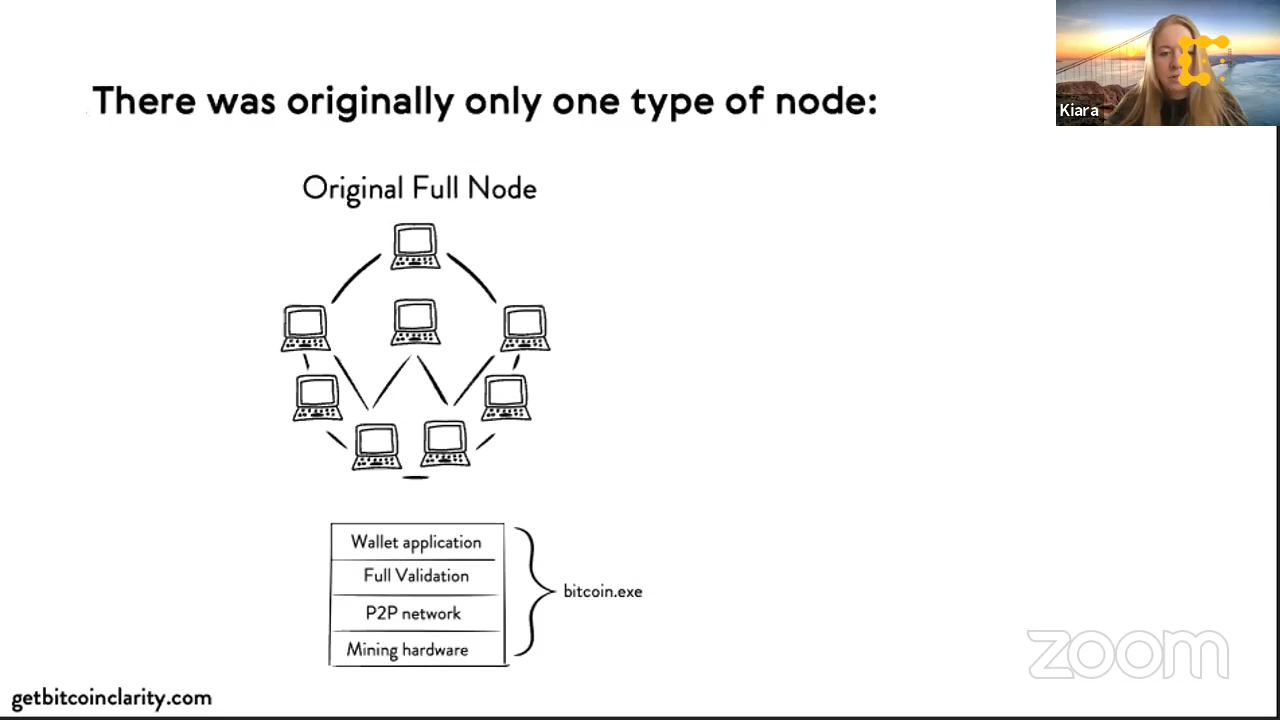 Kiara
There was originally only one type of node:
Original Full Node
Wallet application
Full Validation
P2P network
Mining hardware
bitcoin.exe
zoom
getbitcoinclarity.com